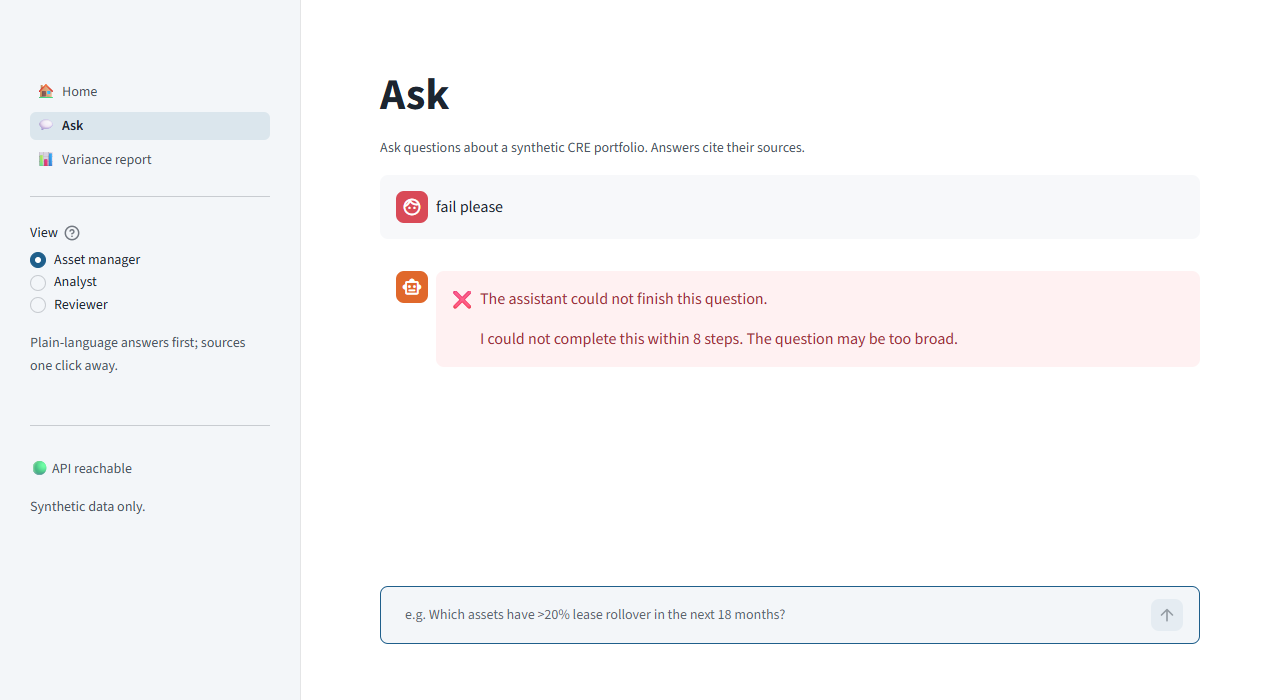 Home
Ask
Variance report
View
Asset manager
Analyst
Reviewer
Plain-language answers first; sources
one click away.
API reachable
Synthetic data only.
Ask
Ask questions about a synthetic CRE portfolio. Answers cite their sources.
fail please
The assistant could not finish this question.
I could not complete this within 8 steps. The question may be too broad.
e.g. Which assets have >20% lease rollover in the next 18 months?